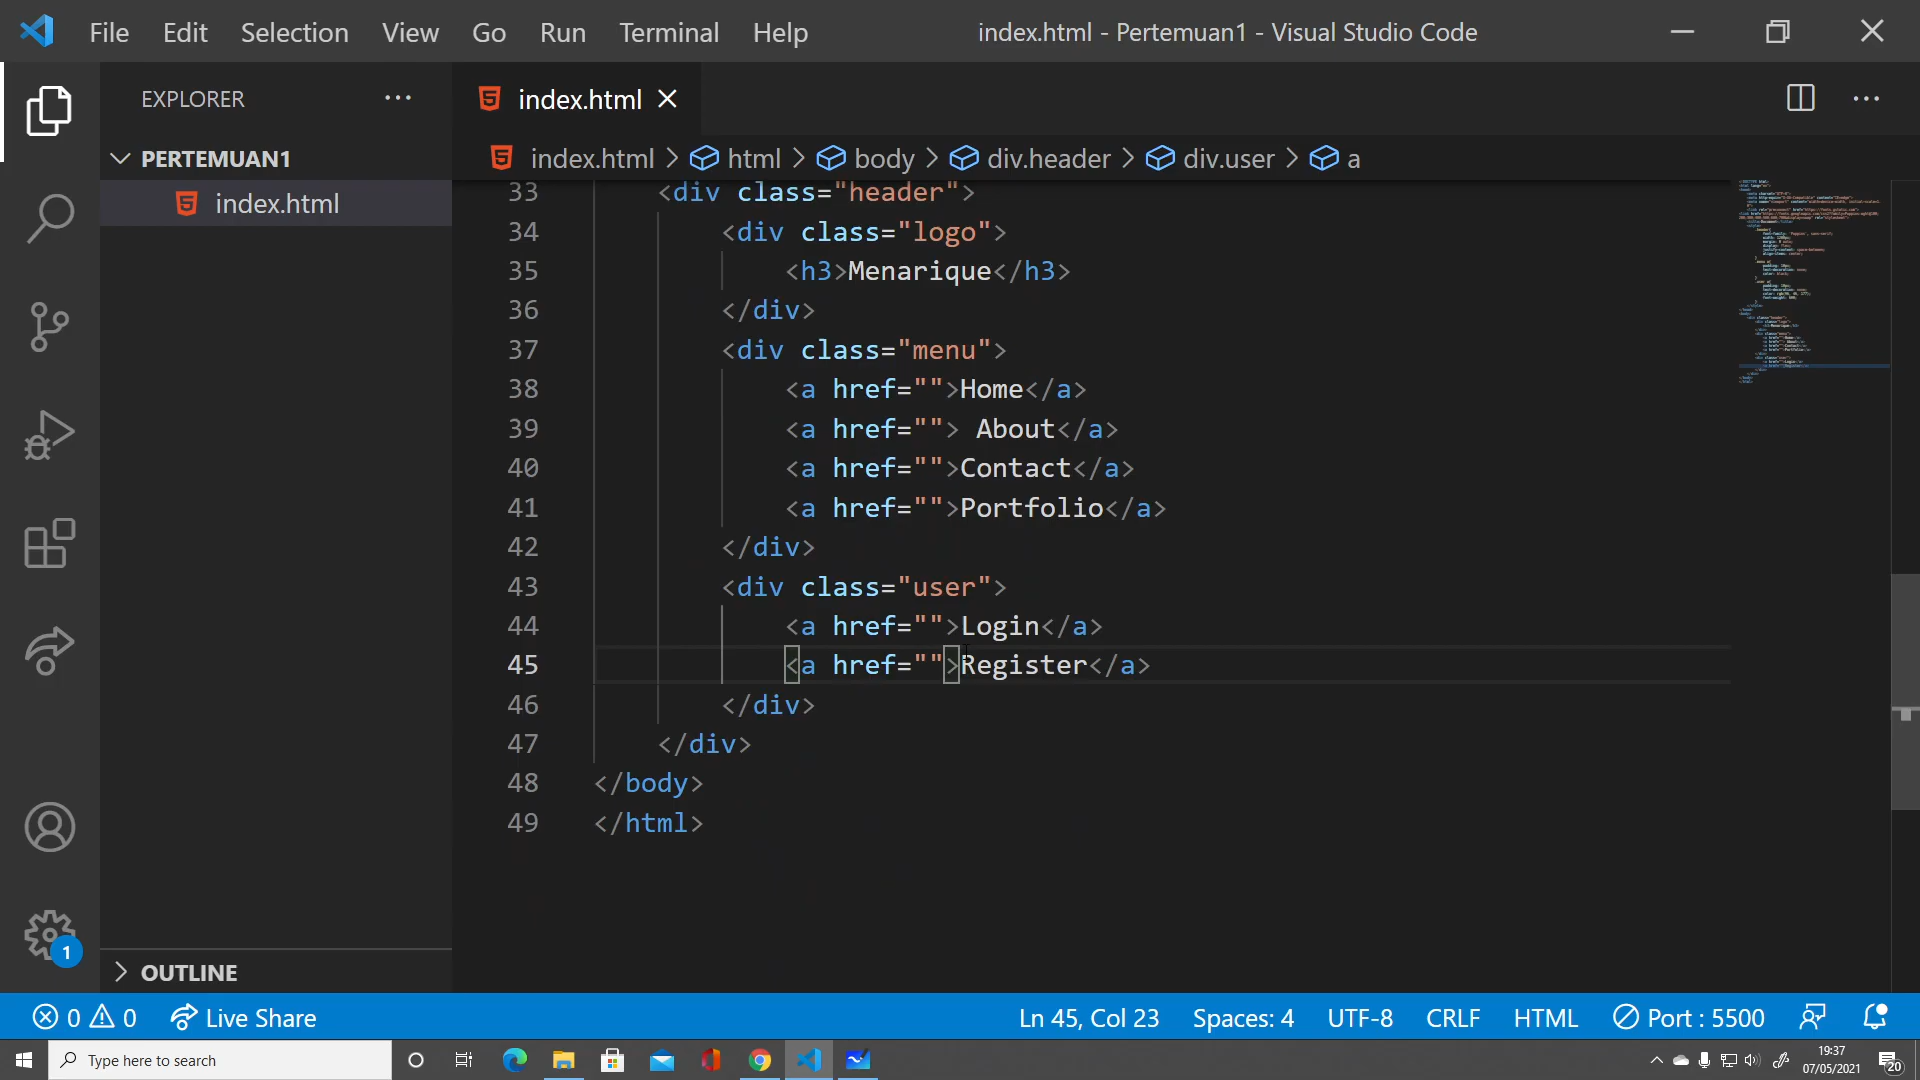 File Edit Selection View Go Run Terminal Help
index.html - Pertemuan1 - Visual Studio Code
EXPLORER
index.html
PERTEMUAN1
index.html > html > body > div.header > div.user > a
index.html
33 <div class="header">
34 <div class="logo">
35 <h3>Menarique</h3>
36 </div>
37 <div class="menu">
38 <a href="">Home</a>
39 <a href=""> About</a>
40 <a href="">Contact</a>
41 <a href="">Portfolio</a>
42 </div>
43 <div class="user">
44 <a href="">Login</a>
45 <a href="">Register</a>
46 </div>
47 </div>
48 </body>
49 </html>
1
OUTLINE
0 0 Live Share
Ln 45, Col 23 Spaces: 4 UTF-8 CRLF HTML Port : 5500
Type here to search
19:37
07/05/2021
20